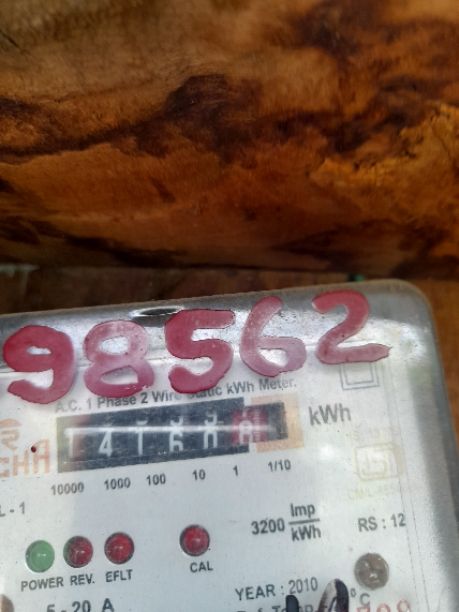 98562
A.C. 1 Phase 2 Wire Static kWh Meter.
kWh
10000 1000 100 10 1 1/10
L - 1
3200 Imp/kWh
RS : 12
POWER REV. EFLT CAL
YEAR : 2010
5 - 20 A